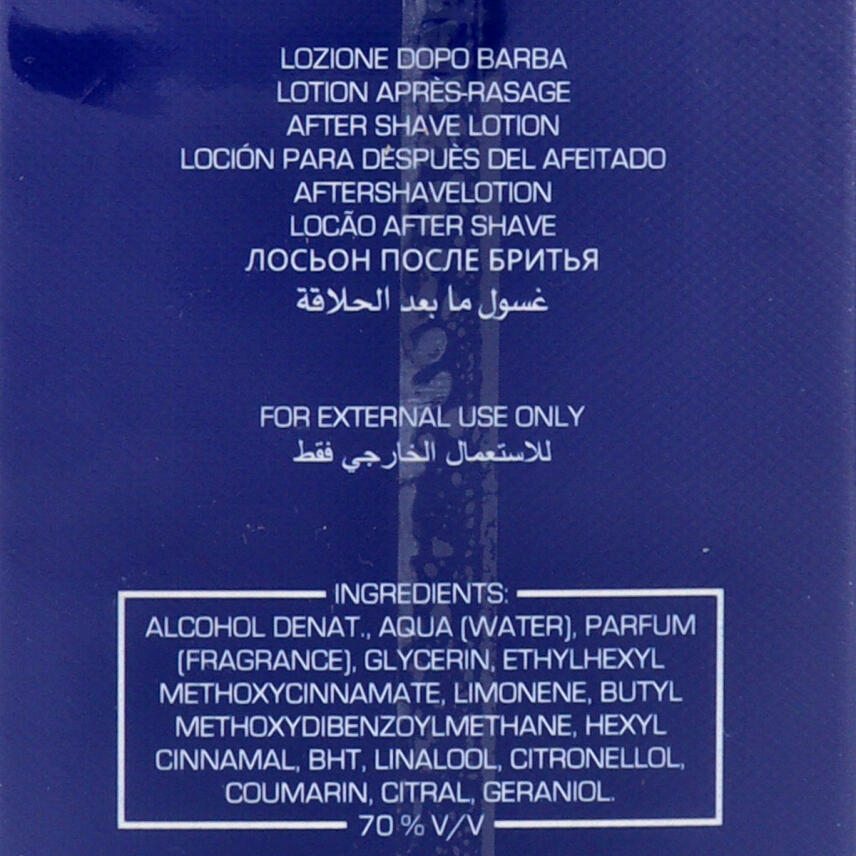 LOZIONE DOPO BARBA
LOTION APRÈS-RASAGE
AFTER SHAVE LOTION
LOCIÓN PARA DÉSPUÈS DEL AFEITADO
AFTERSHAVELOTION
LOCÃO AFTER SHAVE
ЛОСЬОН ПОСЛЕ БРИТЬЯ
غسول ما بعد الحلاقة
FOR EXTERNAL USE ONLY
للاستعمال الخارجي فقط
INGREDIENTS:
ALCOHOL DENAT., AQUA (WATER), PARFUM
(FRAGRANCE), GLYCERIN, ETHYLHEXYL
METHOXYCINNAMATE, LIMONENE, BUTYL
METHOXYDIBENZOYLMETHANE, HEXYL
CINNAMAL, BHT, LINALOOL, CITRONELLOL,
COUMARIN, CITRAL, GERANIOL.
70 % V/V